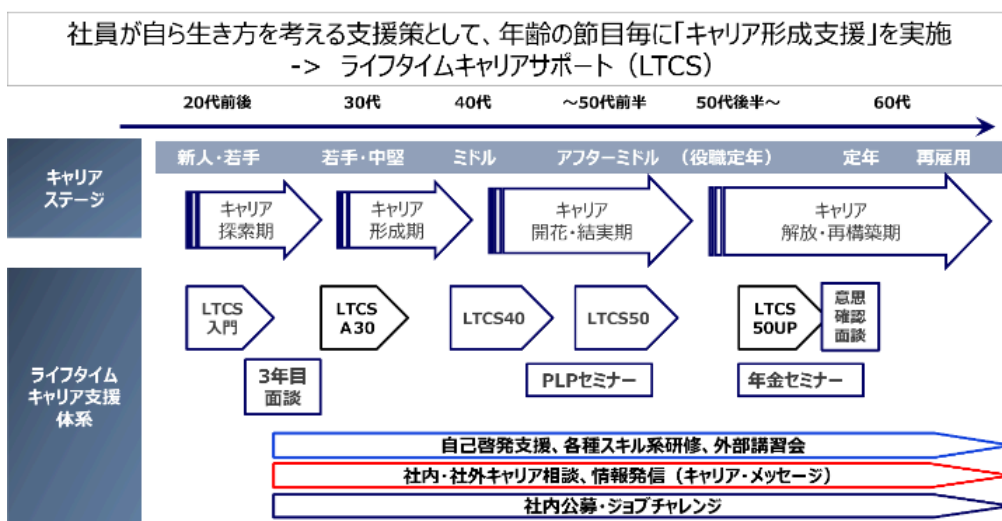 社員が自ら生き方を考える支援策として、年齢の節目毎に「キャリア形成支援」を実施
-> ライフタイムキャリアサポート（LTCS）
20代前後 30代 40代 ～50代前半 50代後半～ 60代
キャリア
ステージ
新人・若手 若手・中堅 ミドル アフターミドル （役職定年） 定年 再雇用
キャリア
探索期
キャリア
形成期
キャリア
開花・結実期
キャリア
解放・再構築期
ライフタイム
キャリア支援
体系
LTCS
入門
LTCS
A30
LTCS40
LTCS50
LTCS
50UP
意思
確認
面談
3年目
面談
PLPセミナー
年金セミナー
自己啓発支援、各種スキル系研修、外部講習会
社内・社外キャリア相談、情報発信（キャリア・メッセージ）
社内公募・ジョブチャレンジ